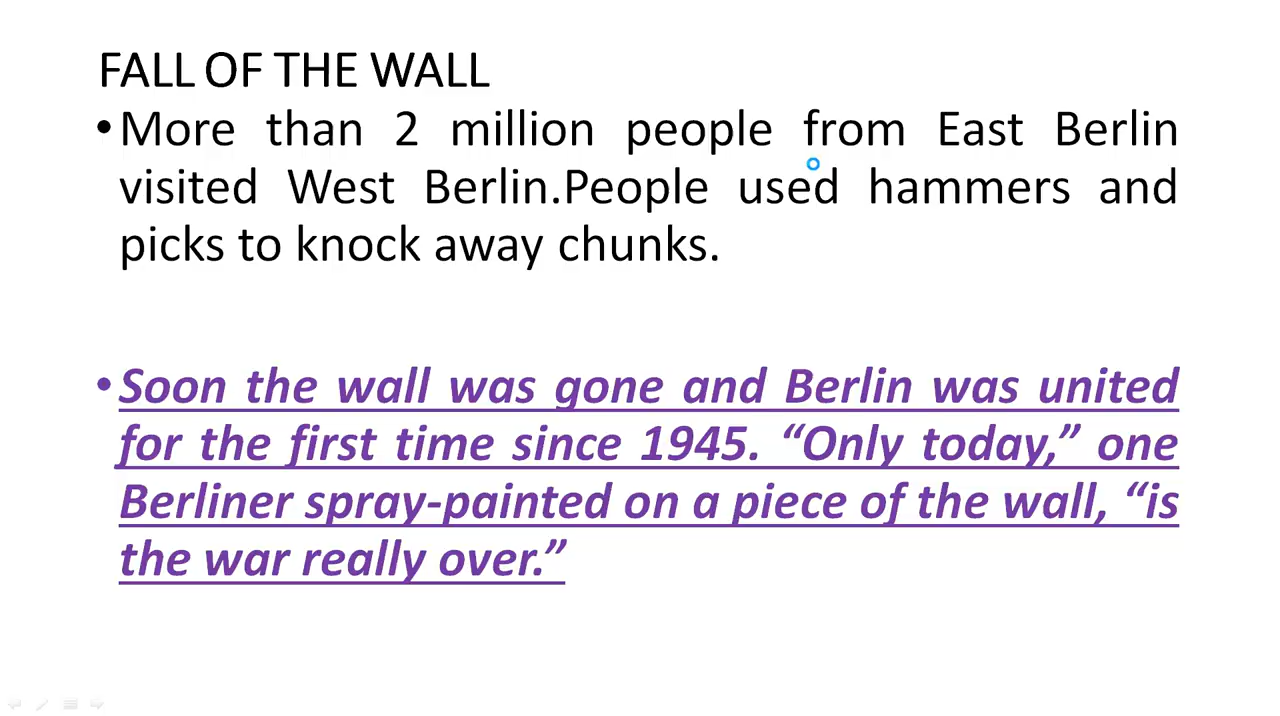 FALL OF THE WALL
•More than 2 million people from East Berlin
visited West Berlin.People used hammers and
picks to knock away chunks.
•Soon the wall was gone and Berlin was united
for the first time since 1945. “Only today,” one
Berliner spray-painted on a piece of the wall, “is
the war really over.”